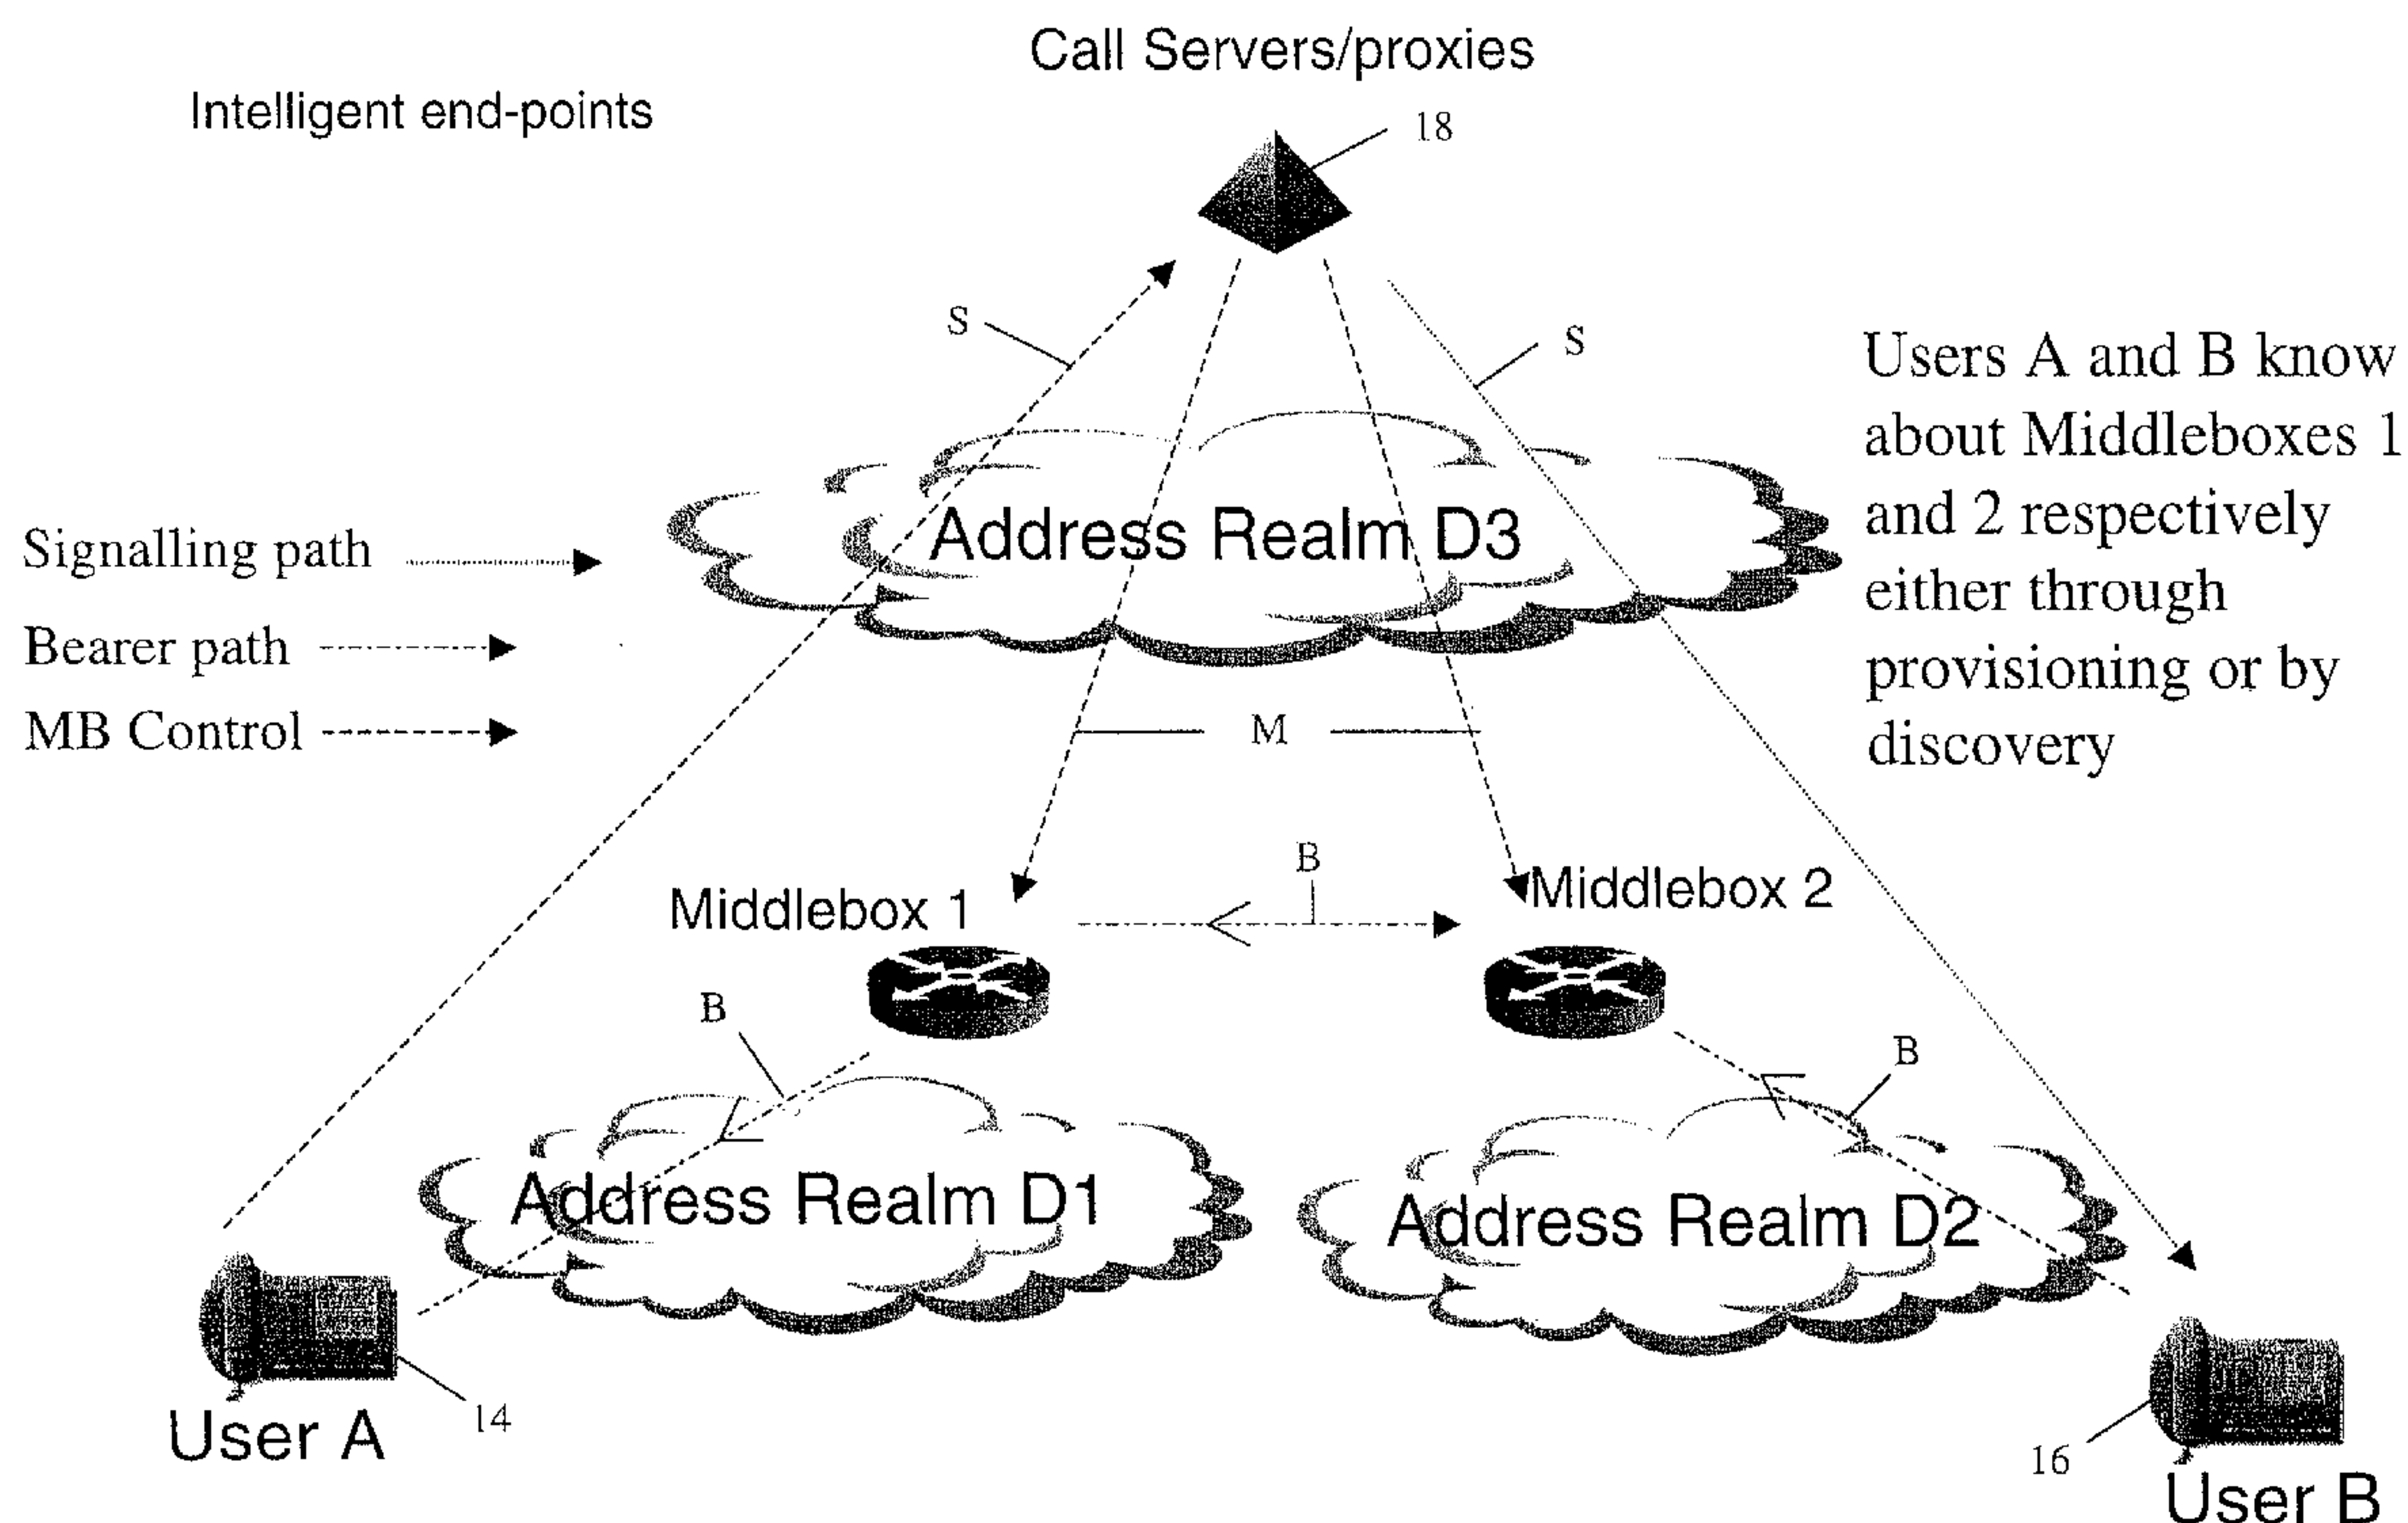 Call Servers/proxies
Intelligent end-points
18
S
S
Users A and B know
about Middleboxes 1
and 2 respectively
either through
provisioning or by
discovery
Address Realm D3
Signalling path
Bearer path
MB Control
M
B
Middlebox 1
Middlebox 2
B
B
Address Realm D1
Address Realm D2
14
User A
16
User B